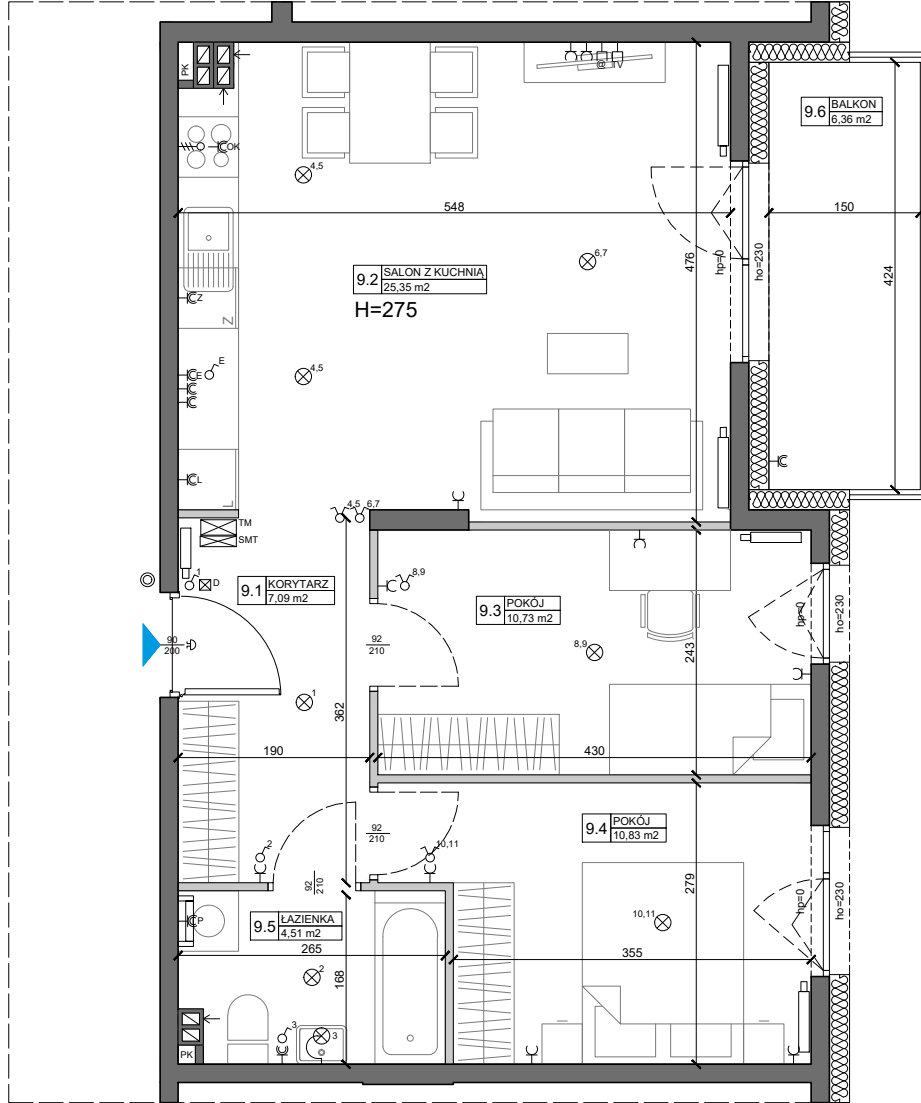 PK
@ TV
9.6 BALKON
6,36 m2
OK
4,5
548
150
476
hp=0
ho=230
424
6,7
9.2 SALON Z KUCHNIĄ
25,35 m2
H=275
Z
Z
E
E
4,5
L
L
4,5 6,7
TM
SMT
1
D
9.1 KORYTARZ
7,09 m2
8,9
9.3 POKÓJ
10,73 m2
hp=0
ho=230
90
200
92
210
8,9
243
1
362
190
430
92
210
9.4 POKÓJ
10,83 m2
2
10,11
279
92
210
hp=0
ho=230
P
9.5 ŁAZIENKA
4,51 m2
10,11
265
355
2
168
3
3
PK